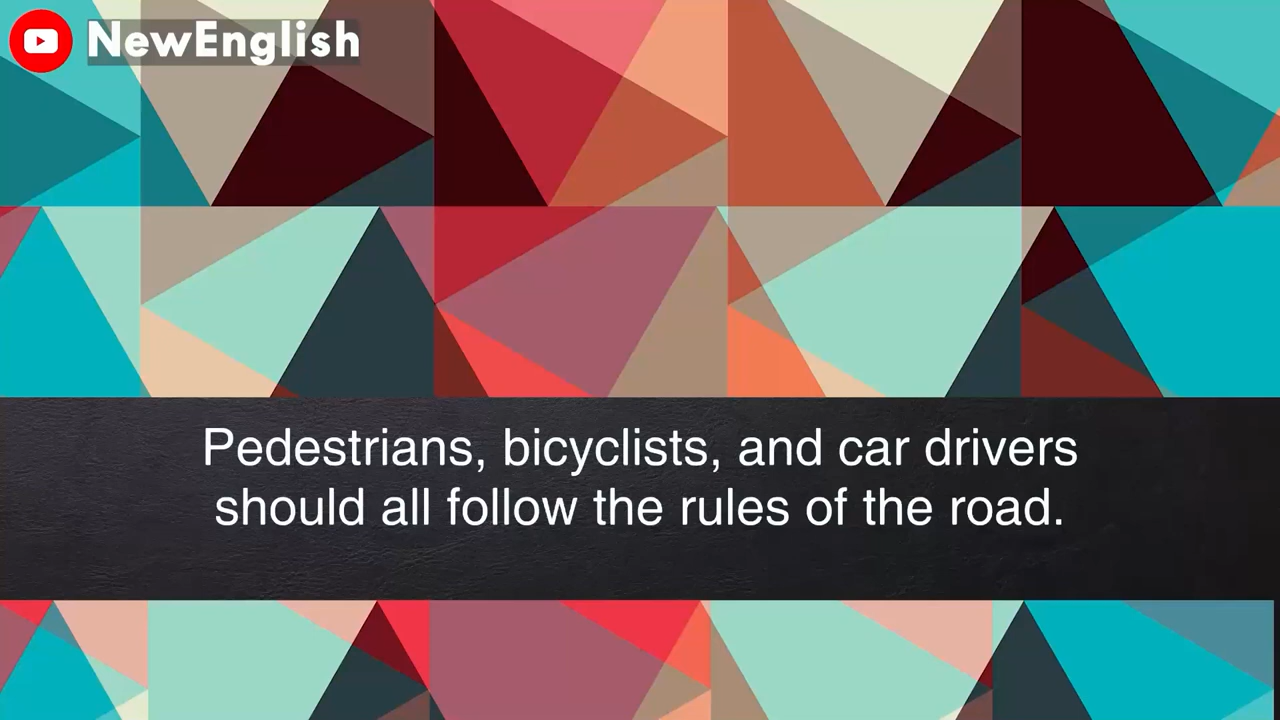 NewEnglish
Pedestrians, bicyclists, and car drivers
should all follow the rules of the road.